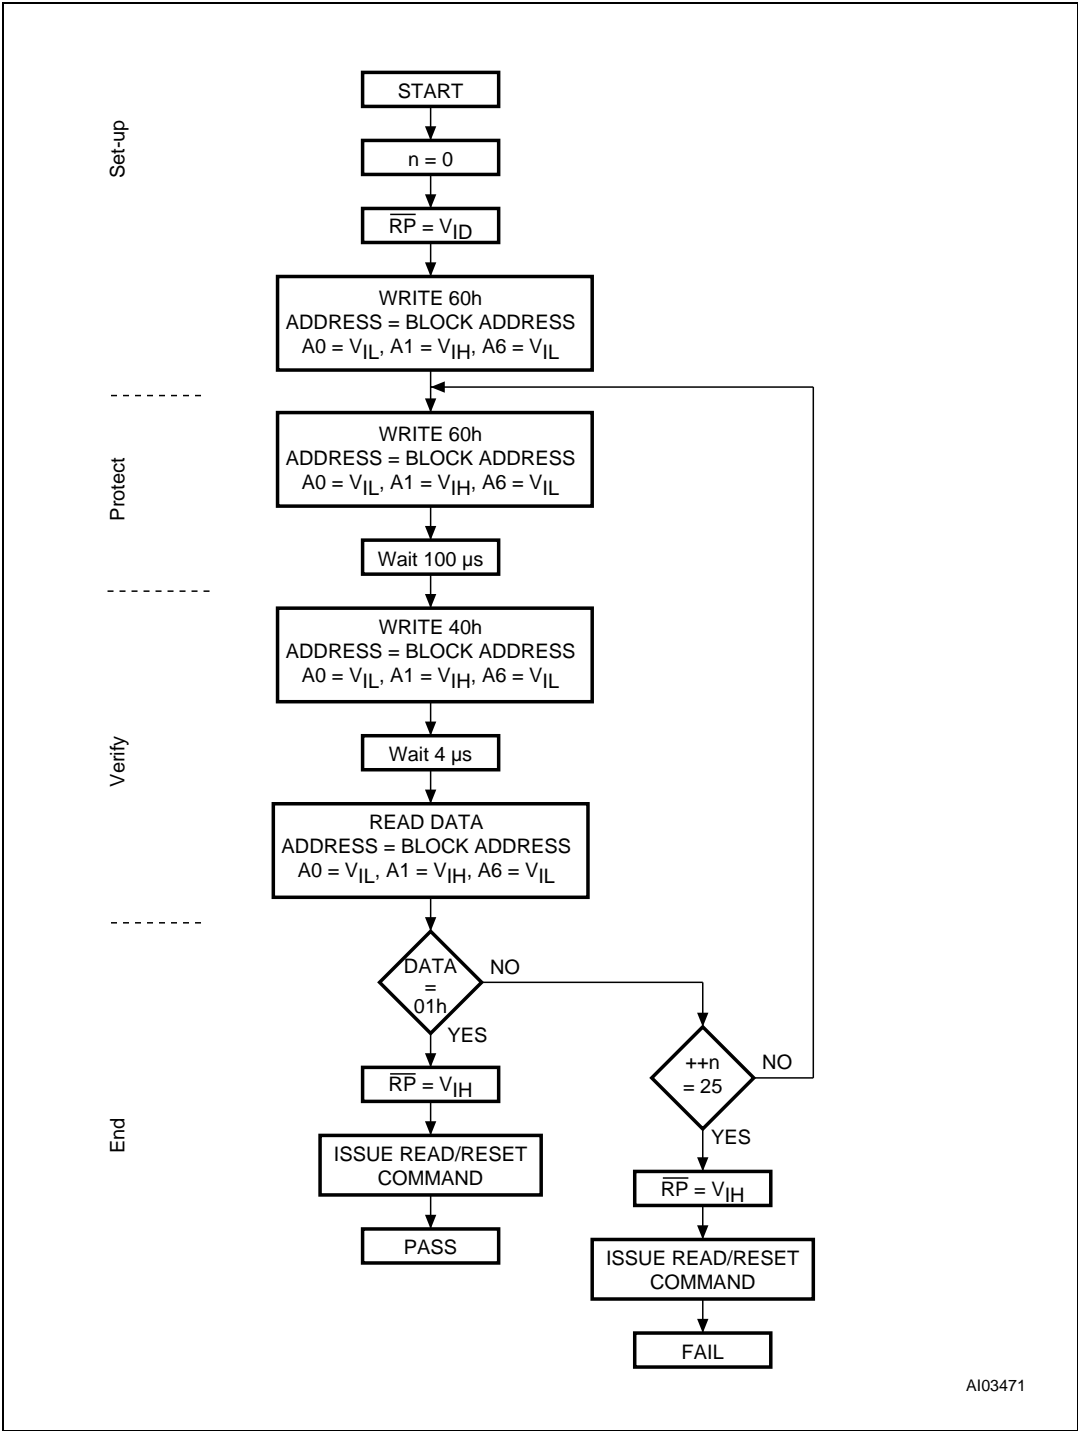 Set-up
START
n = 0
R̅P̅ = VID
WRITE 60h
ADDRESS = BLOCK ADDRESS
A0 = VIL, A1 = VIH, A6 = VIL
Protect
WRITE 60h
ADDRESS = BLOCK ADDRESS
A0 = VIL, A1 = VIH, A6 = VIL
Wait 100 µs
Verify
WRITE 40h
ADDRESS = BLOCK ADDRESS
A0 = VIL, A1 = VIH, A6 = VIL
Wait 4 µs
READ DATA
ADDRESS = BLOCK ADDRESS
A0 = VIL, A1 = VIH, A6 = VIL
End
DATA
=
01h
NO
YES
R̅P̅ = VIH
ISSUE READ/RESET
COMMAND
PASS
++n
= 25
NO
YES
R̅P̅ = VIH
ISSUE READ/RESET
COMMAND
FAIL
AI03471